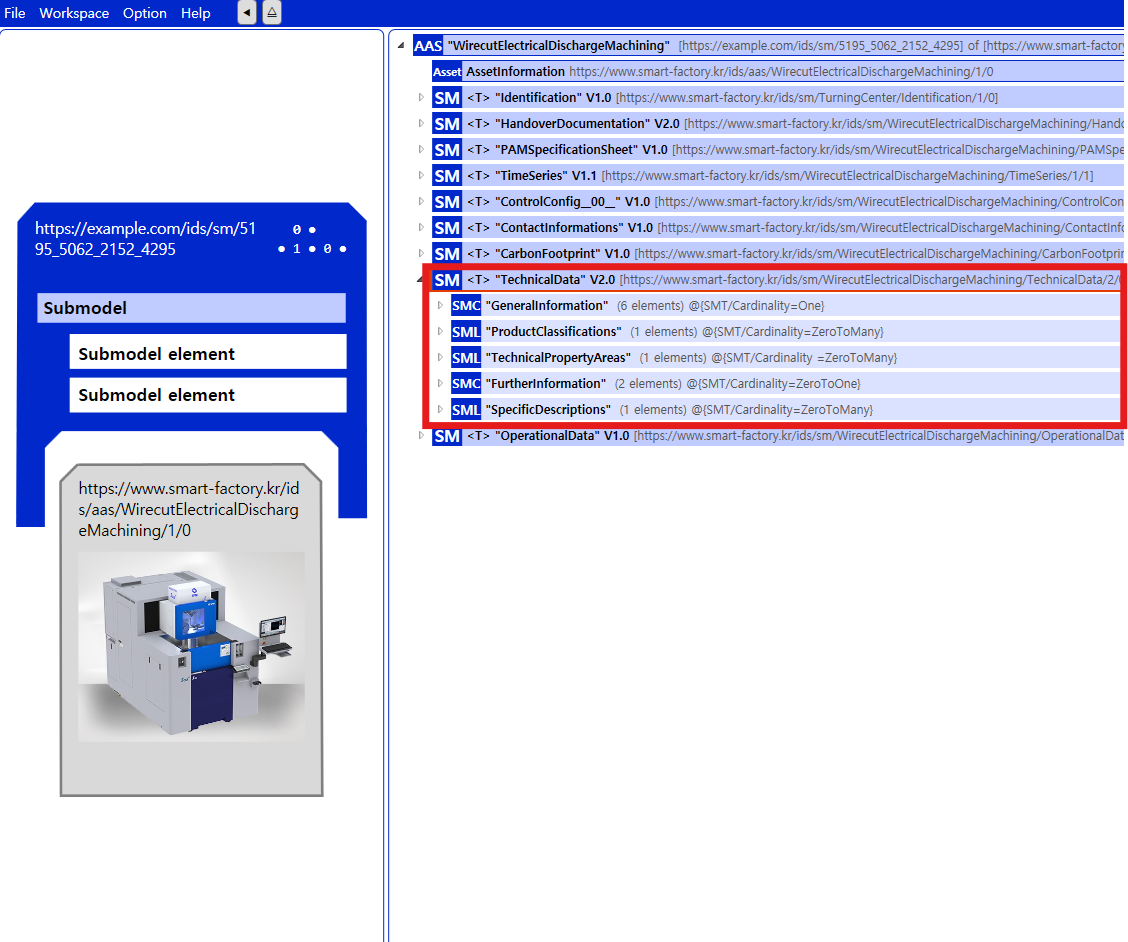 File Workspace Option Help
https://example.com/ids/sm/51
95_5062_2152_4295
0
1 0
Submodel
Submodel element
Submodel element
https://www.smart-factory.kr/id
s/aas/WirecutElectricalDischarg
eMachining/1/0
AAS "WirecutElectricalDischargeMachining" [https://example.com/ids/sm/5195_5062_2152_4295] of [https://www.smart-factory
Asset AssetInformation https://www.smart-factory.kr/ids/aas/WirecutElectricalDischargeMachining/1/0
SM <T> "Identification" V1.0 [https://www.smart-factory.kr/ids/sm/TurningCenter/Identification/1/0]
SM <T> "HandoverDocumentation" V2.0 [https://www.smart-factory.kr/ids/sm/WirecutElectricalDischargeMachining/Hando
SM <T> "PAMSpecificationSheet" V1.0 [https://www.smart-factory.kr/ids/sm/WirecutElectricalDischargeMachining/PAMSpe
SM <T> "TimeSeries" V1.1 [https://www.smart-factory.kr/ids/sm/WirecutElectricalDischargeMachining/TimeSeries/1/1]
SM <T> "ControlConfig__00__" V1.0 [https://www.smart-factory.kr/ids/sm/WirecutElectricalDischargeMachining/ControlCon
SM <T> "ContactInformations" V1.0 [https://www.smart-factory.kr/ids/sm/WirecutElectricalDischargeMachining/ContactInfo
SM <T> "CarbonFootprint" V1.0 [https://www.smart-factory.kr/ids/sm/WirecutElectricalDischargeMachining/CarbonFootprin
SM <T> "TechnicalData" V2.0 [https://www.smart-factory.kr/ids/sm/WirecutElectricalDischargeMachining/TechnicalData/2/
SMC "GeneralInformation" (6 elements) @{SMT/Cardinality=One}
SML "ProductClassifications" (1 elements) @{SMT/Cardinality=ZeroToMany}
SML "TechnicalPropertyAreas" (1 elements) @{SMT/Cardinality =ZeroToMany}
SMC "FurtherInformation" (2 elements) @{SMT/Cardinality=ZeroToOne}
SML "SpecificDescriptions" (1 elements) @{SMT/Cardinality=ZeroToMany}
SM <T> "OperationalData" V1.0 [https://www.smart-factory.kr/ids/sm/WirecutElectricalDischargeMachining/OperationalDat